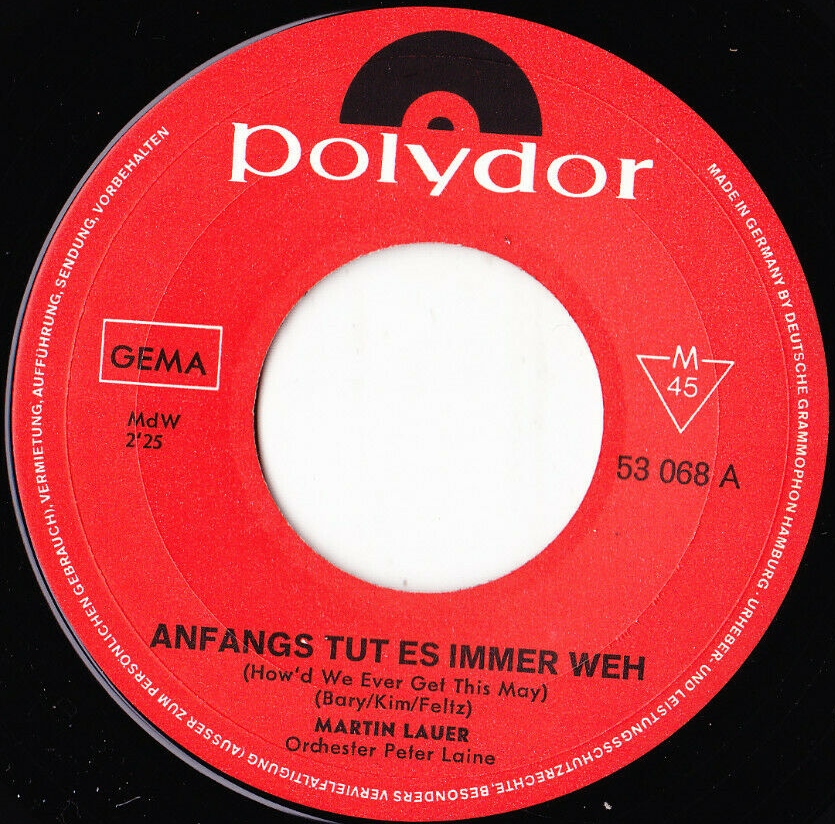 polydor
GEMA
MdW
2'25
M
45
53 068 A
ANFANGS TUT ES IMMER WEH
(How'd We Ever Get This May)
(Bary/Kim/Feltz)
MARTIN LAUER
Orchester Peter Laine
MADE IN GERMANY BY DEUTSCHE GRAMMOPHON HAMBURG. URHEBER- UND LEISTUNGSSCHUTZRECHTE, BESONDERS VERVIELFÄLTIGUNG (AUSSER ZUM PERSÖNLICHEN GEBRAUCH), VERMIETUNG, AUFFÜHRUNG, SENDUNG, VORBEHALTEN